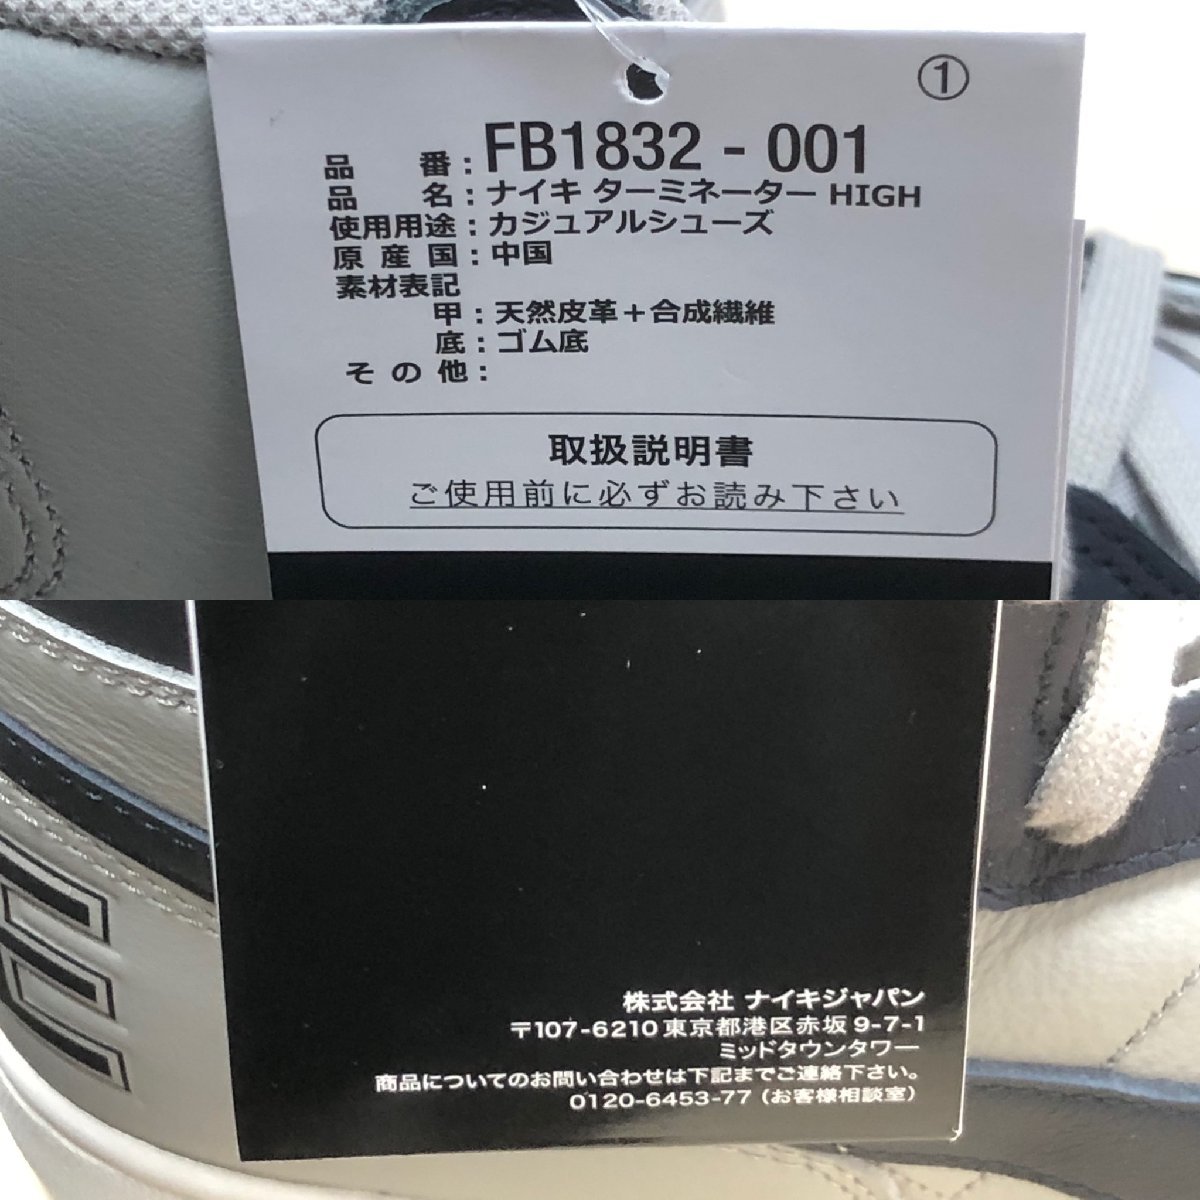 ①
品番：FB1832 - 001
品名：ナイキ ターミネーター HIGH
使用用途：カジュアルシューズ
原産国：中国
素材表記
甲：天然皮革＋合成繊維
底：ゴム底
その他：
取扱説明書
ご使用前に必ずお読み下さい
株式会社 ナイキジャパン
〒107-6210 東京都港区赤坂 9-7-1
ミッドタウンタワー
商品についてのお問い合わせは下記までご連絡下さい。
0120-6453-77 (お客様相談室)